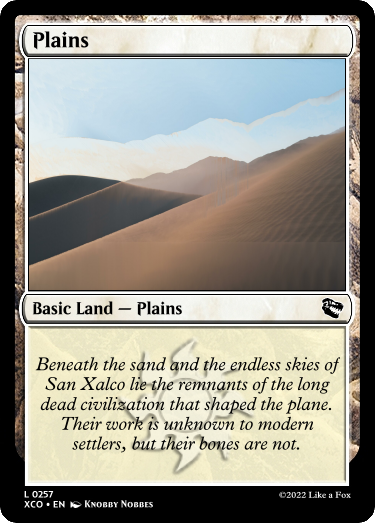 Plains
Basic Land — Plains
Beneath the sand and the endless skies of
San Xalco lie the remnants of the long
dead civilization that shaped the plane.
Their work is unknown to modern
settlers, but their bones are not.
L 0257
XCO • EN Knobby Nobbes
©2022 Like a Fox